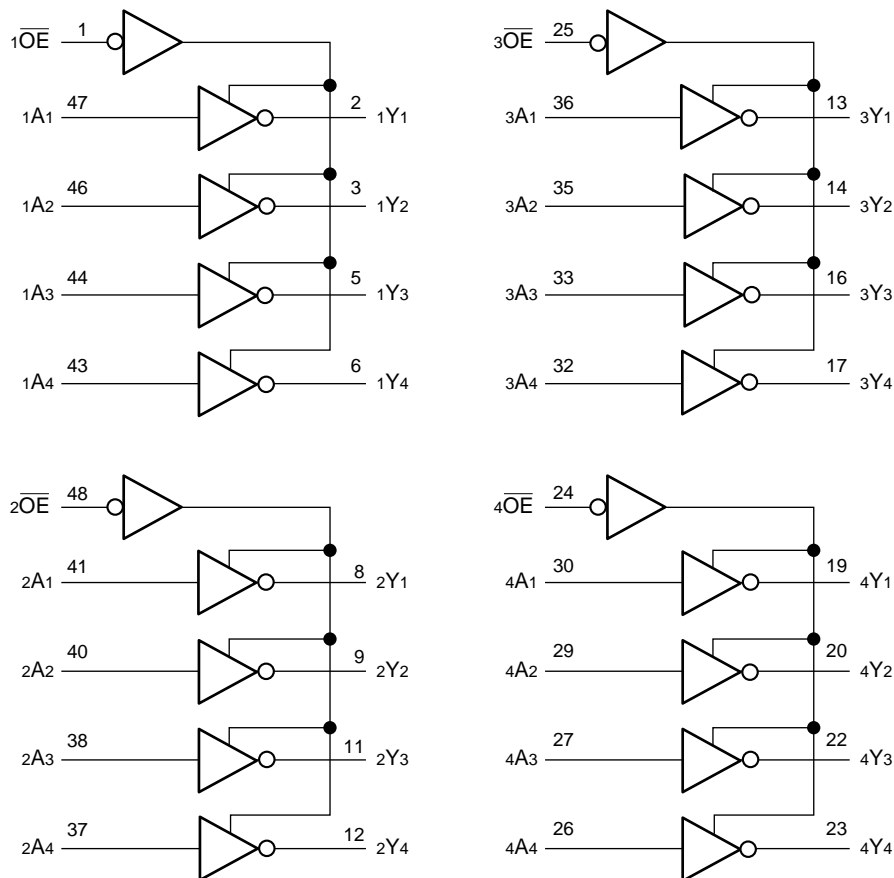 1OE 1
1A1 47 2 1Y1
1A2 46 3 1Y2
1A3 44 5 1Y3
1A4 43 6 1Y4
3OE 25
3A1 36 13 3Y1
3A2 35 14 3Y2
3A3 33 16 3Y3
3A4 32 17 3Y4
2OE 48
2A1 41 8 2Y1
2A2 40 9 2Y2
2A3 38 11 2Y3
2A4 37 12 2Y4
4OE 24
4A1 30 19 4Y1
4A2 29 20 4Y2
4A3 27 22 4Y3
4A4 26 23 4Y4